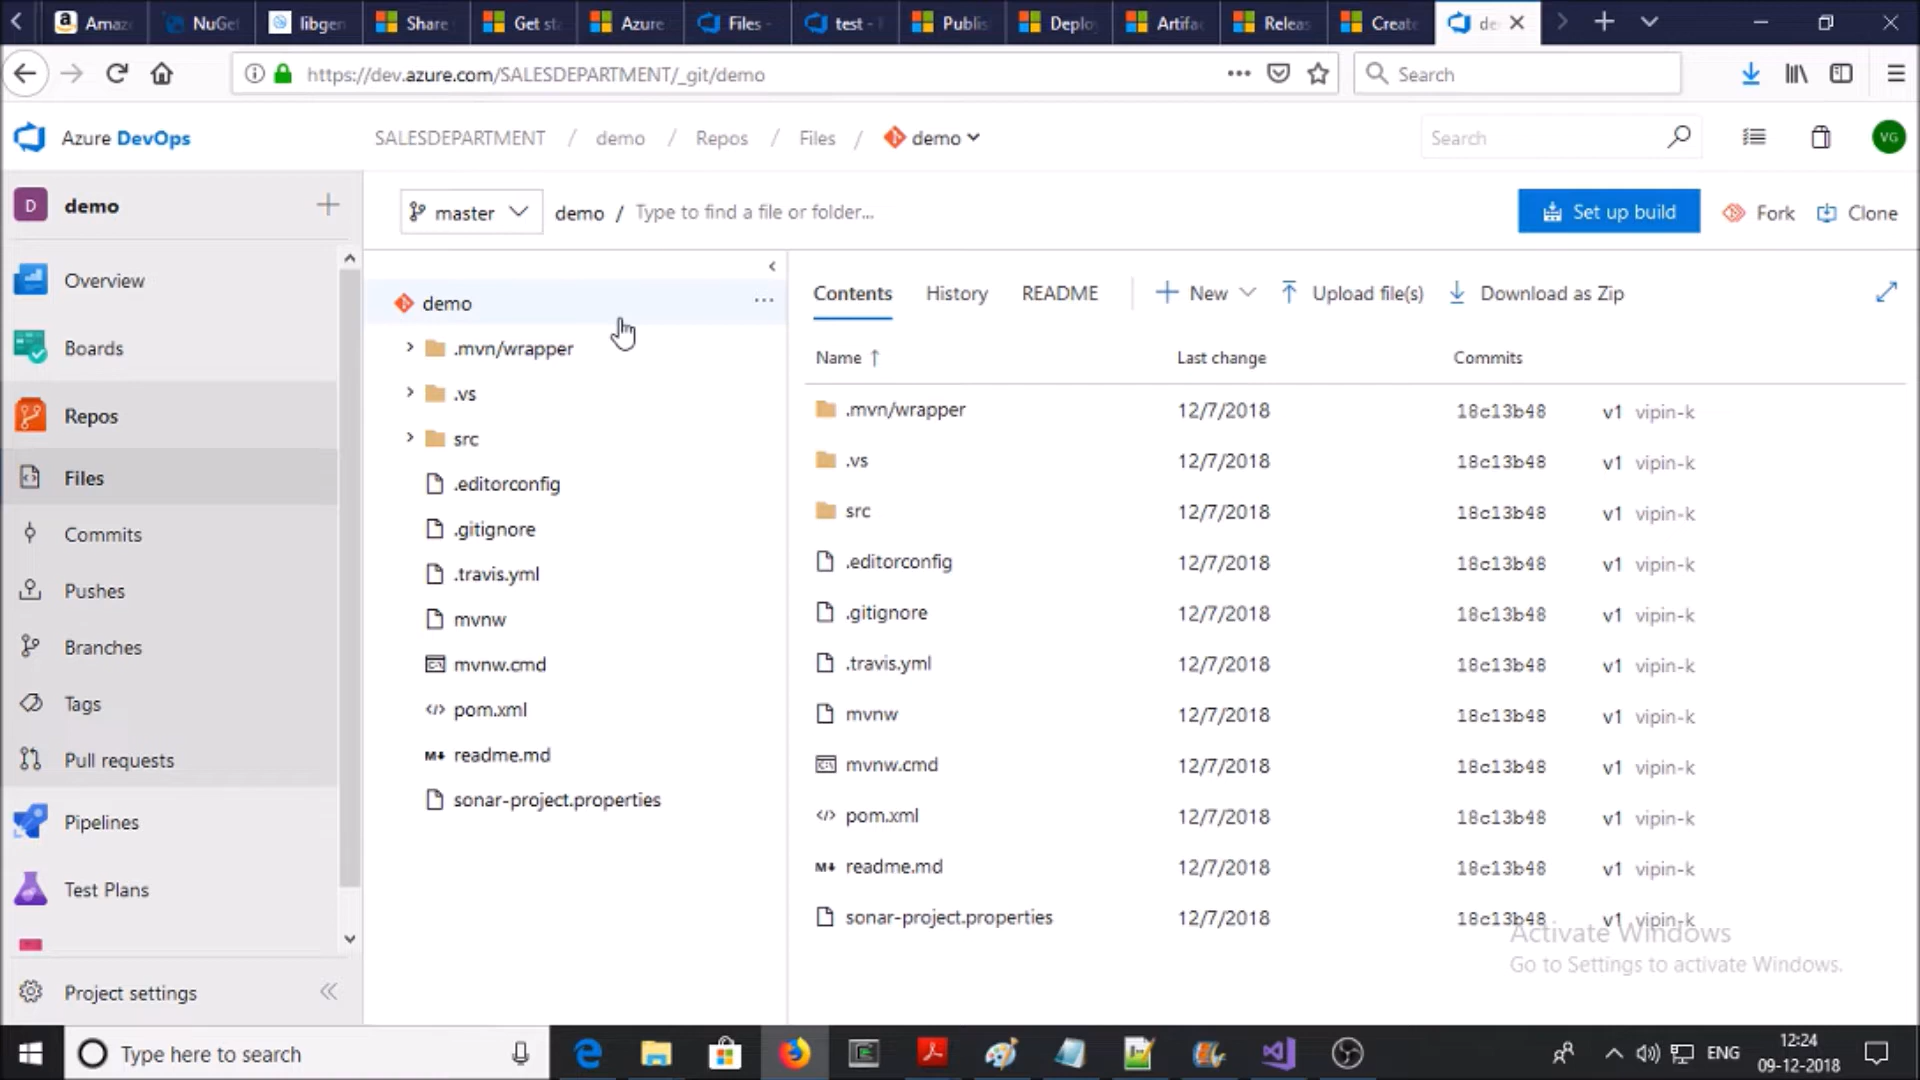 Amaz
NuGet
libgen
Share
Get sta
Azure
Files -
test -
Publis
Deplo
Artifac
Releas
Create
de
https://dev.azure.com/SALESDEPARTMENT/_git/demo
Search
Azure DevOps
SALESDEPARTMENT / demo / Repos / Files / demo
Search
VG
D demo
master
demo / Type to find a file or folder...
Set up build
Fork
Clone
Overview
Boards
Repos
Files
Commits
Pushes
Branches
Tags
Pull requests
Pipelines
Test Plans
Project settings
demo
.mvn/wrapper
.vs
src
.editorconfig
.gitignore
.travis.yml
mvnw
mvnw.cmd
pom.xml
readme.md
sonar-project.properties
Contents History README New Upload file(s) Download as Zip
Name Last change Commits
.mvn/wrapper 12/7/2018 18c13b48 v1 vipin-k
.vs 12/7/2018 18c13b48 v1 vipin-k
src 12/7/2018 18c13b48 v1 vipin-k
.editorconfig 12/7/2018 18c13b48 v1 vipin-k
.gitignore 12/7/2018 18c13b48 v1 vipin-k
.travis.yml 12/7/2018 18c13b48 v1 vipin-k
mvnw 12/7/2018 18c13b48 v1 vipin-k
mvnw.cmd 12/7/2018 18c13b48 v1 vipin-k
pom.xml 12/7/2018 18c13b48 v1 vipin-k
readme.md 12/7/2018 18c13b48 v1 vipin-k
sonar-project.properties 12/7/2018 18c13b48 v1 vipin-k
Activate Windows
Go to Settings to activate Windows.
Type here to search
ENG
12:24
09-12-2018